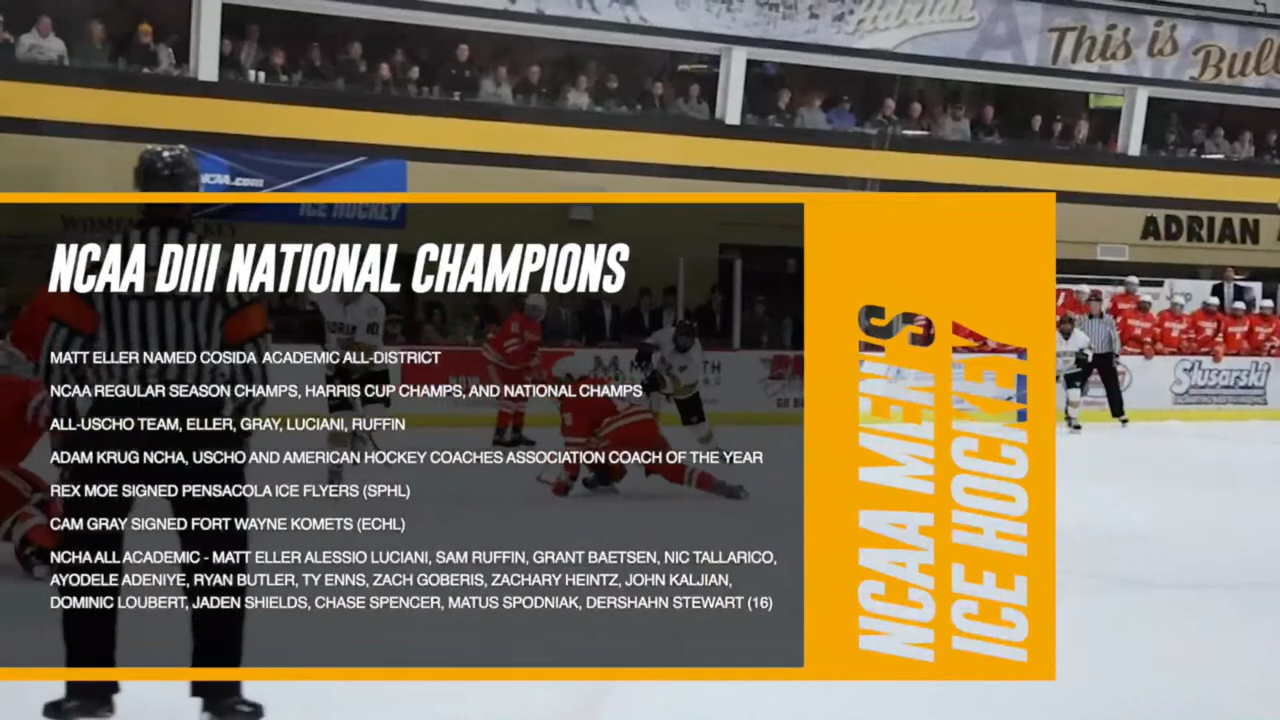 Adrian
This is Bull
NCAA.com
ICE HOCKEY
ADRIAN
NCAA DIII NATIONAL CHAMPIONS
MATT ELLER NAMED COSIDA ACADEMIC ALL-DISTRICT
NCAA REGULAR SEASON CHAMPS, HARRIS CUP CHAMPS, AND NATIONAL CHAMPS
ALL-USCHO TEAM, ELLER, GRAY, LUCIANI, RUFFIN
ADAM KRUG NCHA, USCHO AND AMERICAN HOCKEY COACHES ASSOCIATION COACH OF THE YEAR
REX MOE SIGNED PENSACOLA ICE FLYERS (SPHL)
CAM GRAY SIGNED FORT WAYNE KOMETS (ECHL)
NCHA ALL ACADEMIC - MATT ELLER ALESSIO LUCIANI, SAM RUFFIN, GRANT BAETSEN, NIC TALLARICO,
AYODELE ADENIYE, RYAN BUTLER, TY ENNS, ZACH GOBERIS, ZACHARY HEINTZ, JOHN KALJIAN,
DOMINIC LOUBERT, JADEN SHIELDS, CHASE SPENCER, MATUS SPODNIAK, DERSHAHN STEWART (16)
NCAA MEN'S
ICE HOCKEY
Slusarski